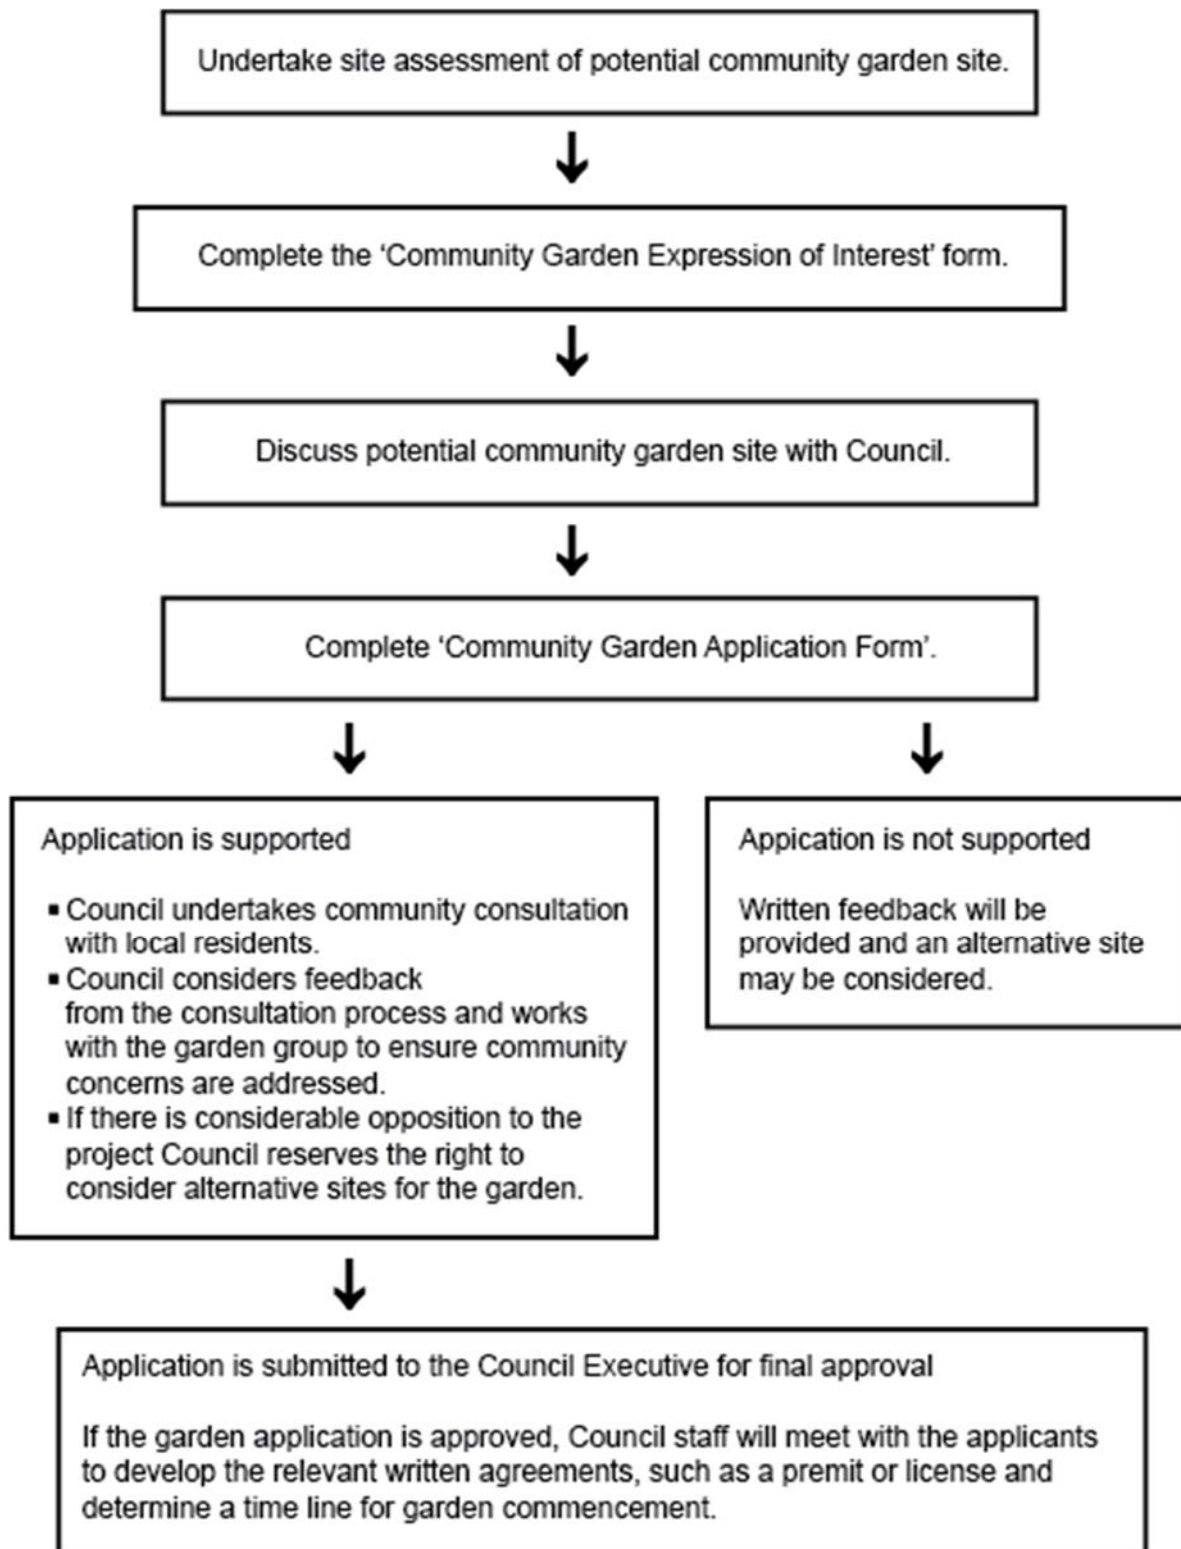 Undertake site assessment of potential community garden site.
Complete the ‘Community Garden Expression of Interest’ form.
Discuss potential community garden site with Council.
Complete ‘Community Garden Application Form’.
Application is supported
▪ Council undertakes community consultation
with local residents.
▪ Council considers feedback
from the consultation process and works
with the garden group to ensure community
concerns are addressed.
▪ If there is considerable opposition to the
project Council reserves the right to
consider alternative sites for the garden.
Appication is not supported
Written feedback will be
provided and an alternative site
may be considered.
Application is submitted to the Council Executive for final approval
If the garden application is approved, Council staff will meet with the applicants
to develop the relevant written agreements, such as a premit or license and
determine a time line for garden commencement.